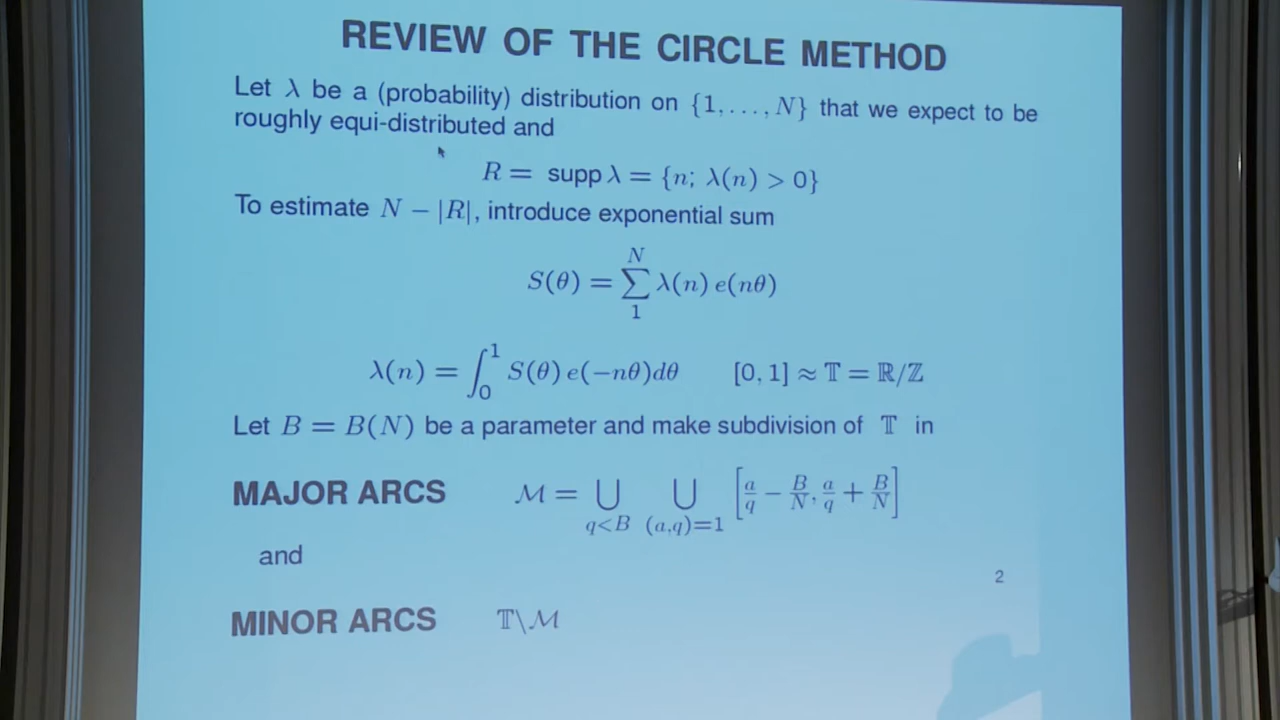 REVIEW OF THE CIRCLE METHOD
Let λ be a (probability) distribution on {1, . . . , N} that we expect to be
roughly equi-distributed and
R = supp λ = {n; λ(n) > 0}
To estimate N − |R|, introduce exponential sum
S(θ) = ∑_1^N λ(n) e(nθ)
λ(n) = ∫_0^1 S(θ) e(−nθ)dθ [0, 1] ≈ 𝕋 = ℝ/ℤ
Let B = B(N) be a parameter and make subdivision of 𝕋 in
MAJOR ARCS ℳ = ⋃_{q<B} ⋃_{(a,q)=1} [a/q − B/N, a/q + B/N]
and
2
MINOR ARCS 𝕋\ℳ